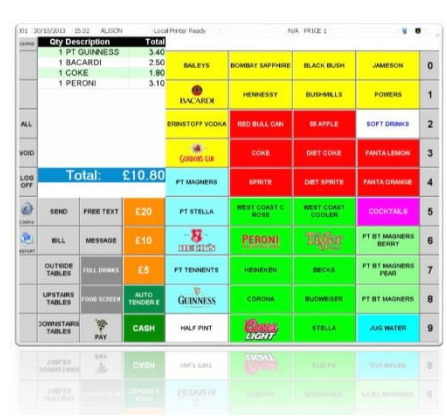 30/10/2013 15:32 ALISON Local Printer Ready N/A PRICE 1
Qty Description Total
1 PT GUINNESS 3.40
1 BACARDI 2.50
1 COKE 1.80
1 PERONI 3.10
Total: £10.80
ALL
VOID
LOG
OFF
BAILEYS BOMBAY SAPPHIRE BLACK BUSH JAMESON 0
BACARDI HENNESSY BUSHMILLS POWERS 1
ERINSTOFF VODKA RED BULL CAN 65 APPLE SOFT DRINKS 2
GORDON'S GIN COKE DIET COKE FANTA LEMON 3
PT MAGNERS SPRITE DIET SPRITE FANTA ORANGE 4
SEND FREE TEXT £20 PT STELLA WEST COAST C
ROSE
WEST COAST
COOLER
COCKTAILS 5
BILL MESSAGE £10 PERONI Tiger PT BT MAGNERS
BERRY
6
REPORT
OUTSIDE
TABLES
FULL DRINKS £5 PT TENNENTS HEINEKEN BECKS PT BT MAGNERS
PEAR
7
UPSTAIRS
TABLES
FOOD SCREEN AUTO
TENDER E
GUINNESS CORONA BUDWEISER PT BT MAGNERS 8
DOWNSTAIRS
TABLES
PAY CASH HALF PINT Coors
LIGHT
STELLA JUG WATER 9